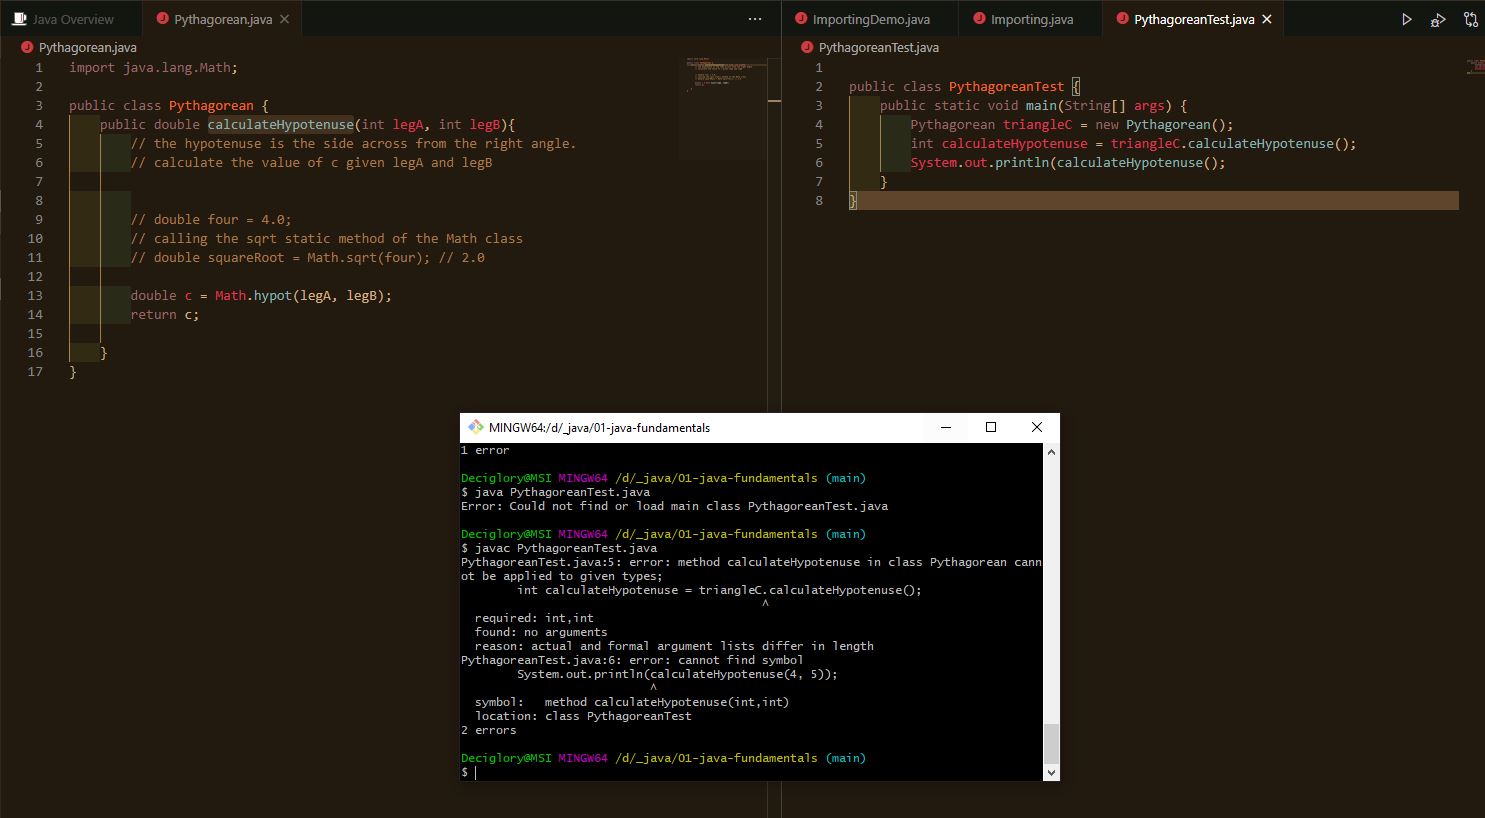 Java Overview
Pythagorean.java
Pythagorean.java
1 import java.lang.Math;
2
3 public class Pythagorean {
4 public double calculateHypotenuse(int legA, int legB){
5 // the hypotenuse is the side across from the right angle.
6 // calculate the value of c given legA and legB
7
8
9 // double four = 4.0;
10 // calling the sqrt static method of the Math class
11 // double squareRoot = Math.sqrt(four); // 2.0
12
13 double c = Math.hypot(legA, legB);
14 return c;
15
16 }
17 }
ImportingDemo.java
Importing.java
PythagoreanTest.java
PythagoreanTest.java
1
2 public class PythagoreanTest {
3 public static void main(String[] args) {
4 Pythagorean triangleC = new Pythagorean();
5 int calculateHypotenuse = triangleC.calculateHypotenuse();
6 System.out.println(calculateHypotenuse();
7 }
8 }
MINGW64:/d/_java/01-java-fundamentals
1 error
Deciglory@MSI MINGW64 /d/_java/01-java-fundamentals (main)
$ java PythagoreanTest.java
Error: Could not find or load main class PythagoreanTest.java
Deciglory@MSI MINGW64 /d/_java/01-java-fundamentals (main)
$ javac PythagoreanTest.java
PythagoreanTest.java:5: error: method calculateHypotenuse in class Pythagorean cann
ot be applied to given types;
int calculateHypotenuse = triangleC.calculateHypotenuse();
^
required: int,int
found: no arguments
reason: actual and formal argument lists differ in length
PythagoreanTest.java:6: error: cannot find symbol
System.out.println(calculateHypotenuse(4, 5));
^
symbol: method calculateHypotenuse(int,int)
location: class PythagoreanTest
2 errors
Deciglory@MSI MINGW64 /d/_java/01-java-fundamentals (main)
$